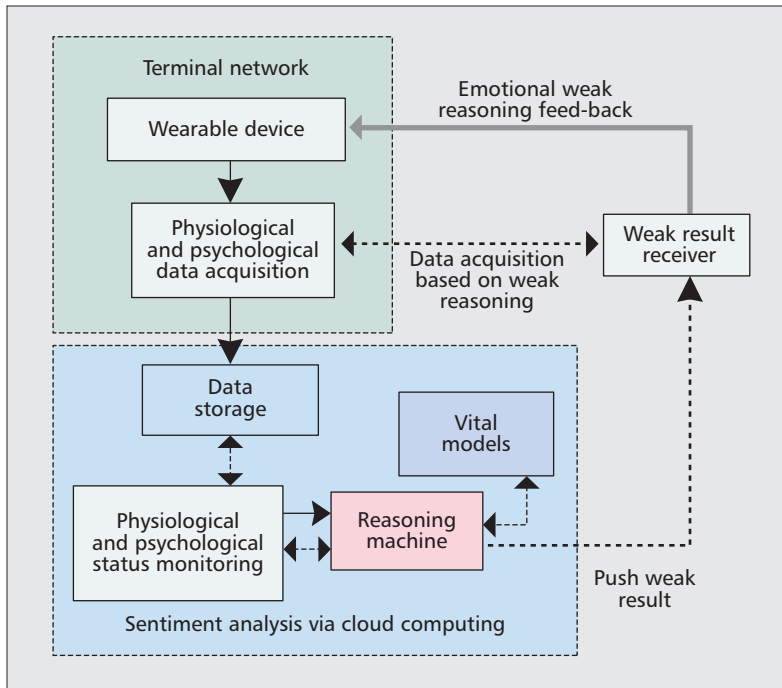 Terminal network
Wearable device
Emotional weak
reasoning feed-back
Physiological
and psychological
data acquisition
Data acquisition
based on weak
reasoning
Weak result
receiver
Data
storage
Vital
models
Physiological
and psychological
status monitoring
Reasoning
machine
Push weak
result
Sentiment analysis via cloud computing